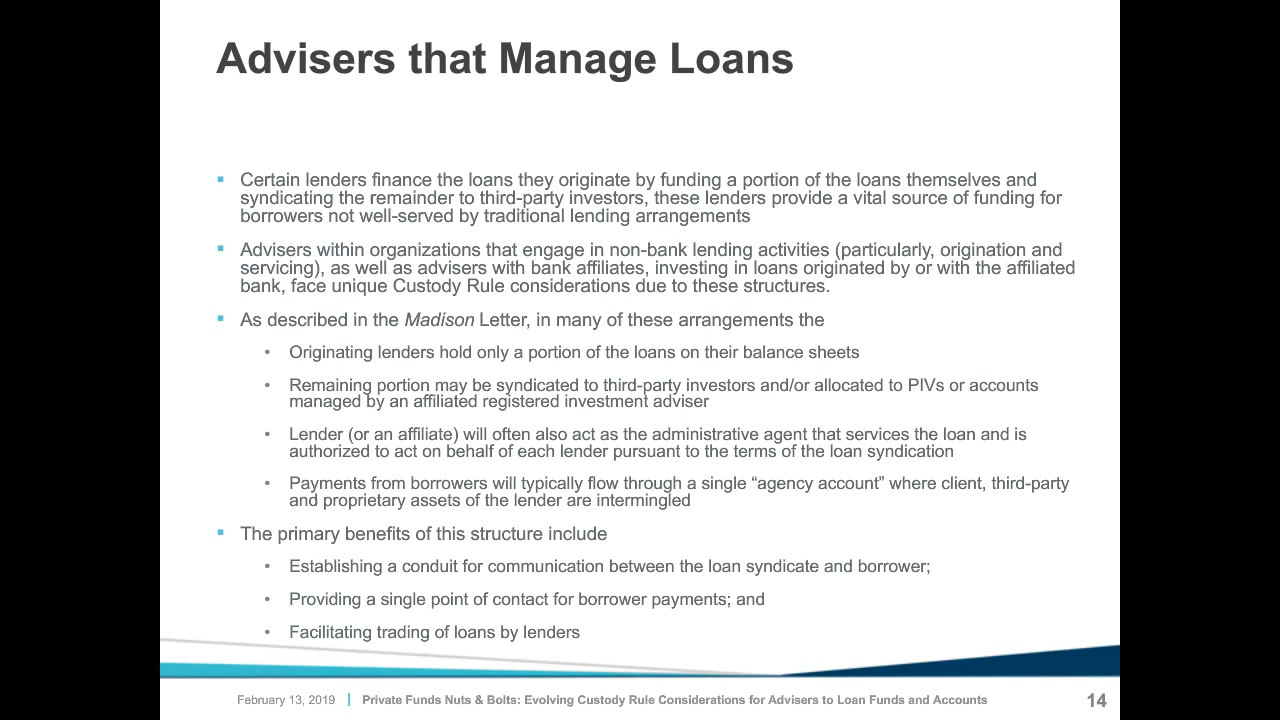 Advisers that Manage Loans
▪ Certain lenders finance the loans they originate by funding a portion of the loans themselves and
syndicating the remainder to third-party investors, these lenders provide a vital source of funding for
borrowers not well-served by traditional lending arrangements
▪ Advisers within organizations that engage in non-bank lending activities (particularly, origination and
servicing), as well as advisers with bank affiliates, investing in loans originated by or with the affiliated
bank, face unique Custody Rule considerations due to these structures.
▪ As described in the Madison Letter, in many of these arrangements the
• Originating lenders hold only a portion of the loans on their balance sheets
• Remaining portion may be syndicated to third-party investors and/or allocated to PIVs or accounts
managed by an affiliated registered investment adviser
• Lender (or an affiliate) will often also act as the administrative agent that services the loan and is
authorized to act on behalf of each lender pursuant to the terms of the loan syndication
• Payments from borrowers will typically flow through a single “agency account” where client, third-party
and proprietary assets of the lender are intermingled
▪ The primary benefits of this structure include
• Establishing a conduit for communication between the loan syndicate and borrower;
• Providing a single point of contact for borrower payments; and
• Facilitating trading of loans by lenders
February 13, 2019 | Private Funds Nuts & Bolts: Evolving Custody Rule Considerations for Advisers to Loan Funds and Accounts 14